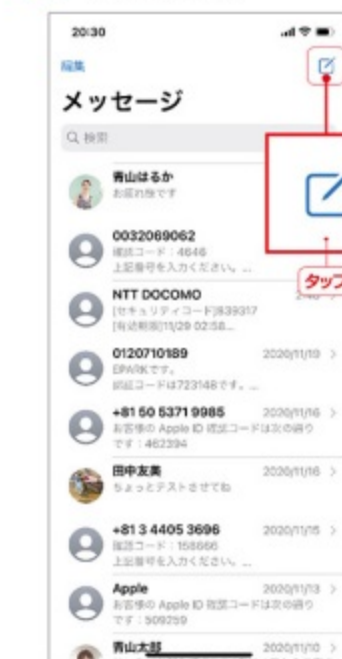 20:30
編集
メッセージ
検索
青山はるか
お疲れ様です
0032069062
確認コード：4646
上記番号を入力ください。...
タップ
NTT DOCOMO
[セキュリティコード]839317
[有効期限]11/29 02:58...
0120710189 2020/11/19
EPARKです。
認証コードは723148です。...
+81 50 5371 9985 2020/11/16
お客様の Apple ID 確認コードは次の通り
です：462394
田中友美 2020/11/16
ちょっとテストさせてね
+81 3 4405 3696 2020/11/15
確認コード：158666
上記番号を入力ください。...
Apple 2020/11/13
お客様の Apple ID 確認コードは次の通り
です：509259
青山太郎 2020/11/10